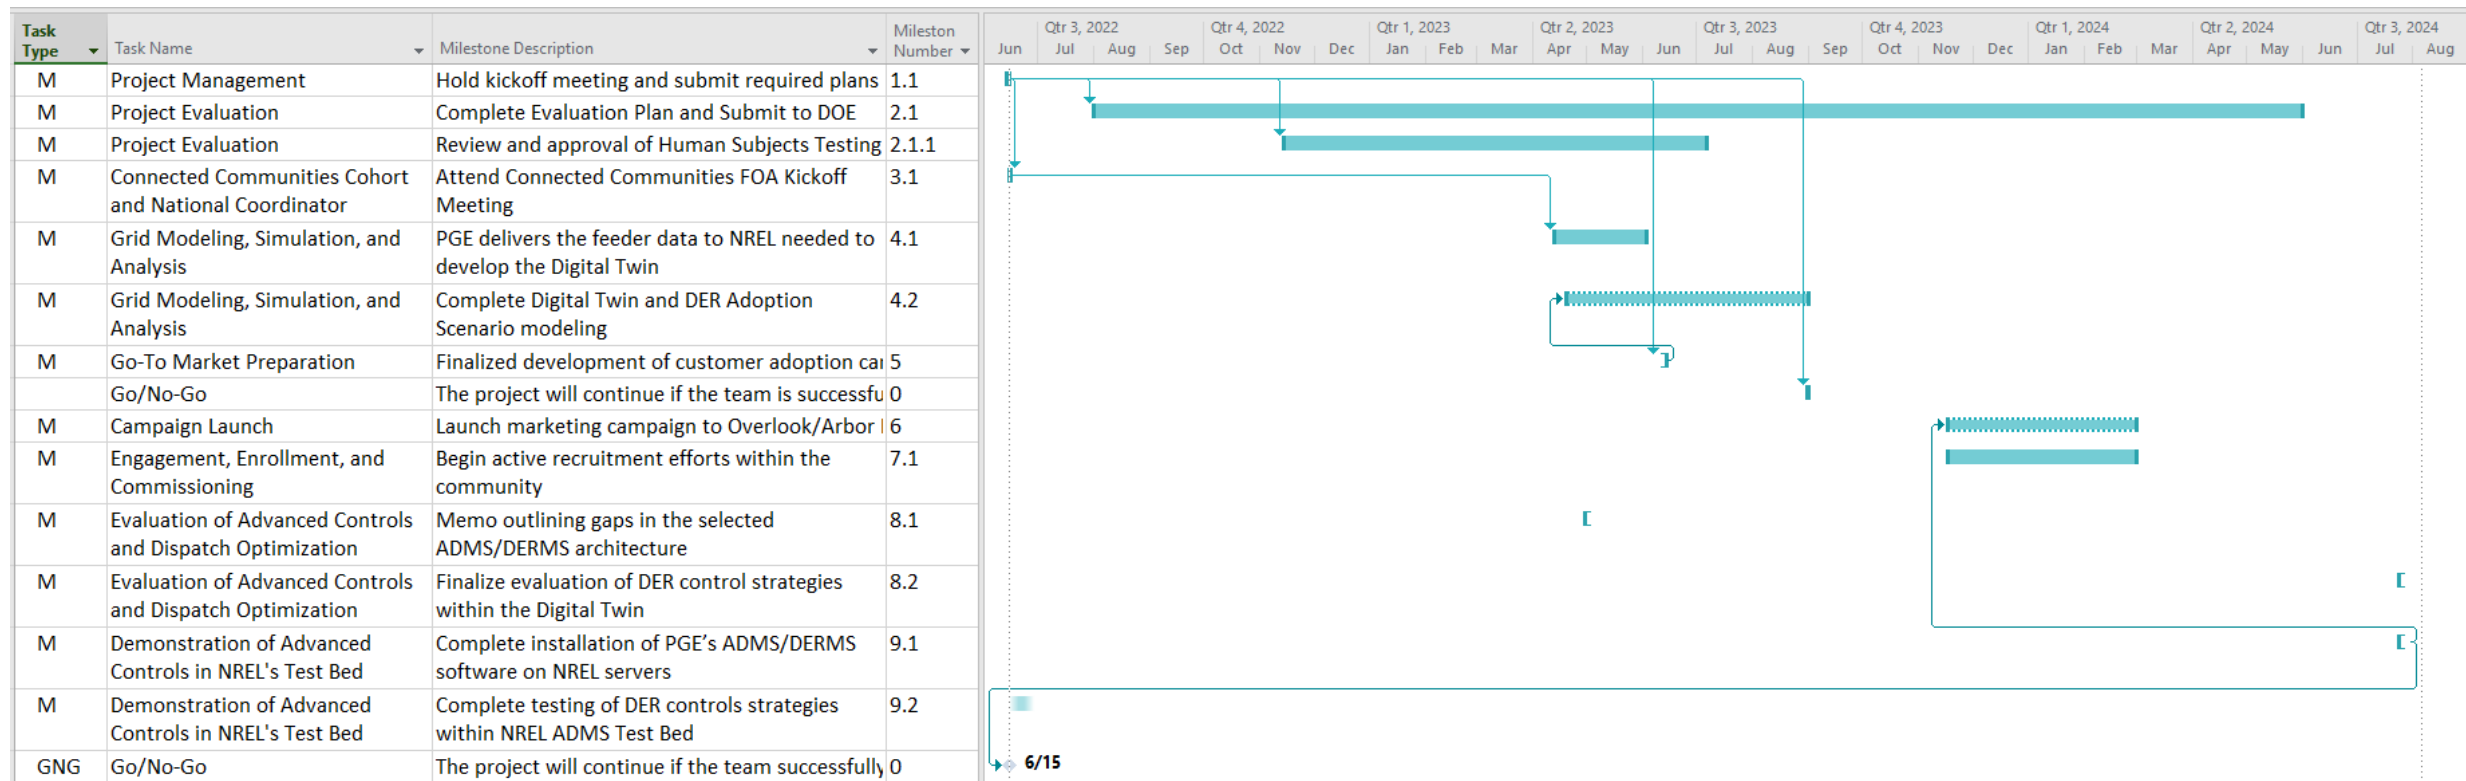 Task Type Task Name Milestone Description Mileston Number
Qtr 3, 2022 Qtr 4, 2022 Qtr 1, 2023 Qtr 2, 2023 Qtr 3, 2023 Qtr 4, 2023 Qtr 1, 2024 Qtr 2, 2024 Qtr 3, 2024
Jun Jul Aug Sep Oct Nov Dec Jan Feb Mar Apr May Jun Jul Aug Sep Oct Nov Dec Jan Feb Mar Apr May Jun Jul Aug
M Project Management Hold kickoff meeting and submit required plans 1.1
M Project Evaluation Complete Evaluation Plan and Submit to DOE 2.1
M Project Evaluation Review and approval of Human Subjects Testing 2.1.1
M Connected Communities Cohort Attend Connected Communities FOA Kickoff 3.1
and National Coordinator Meeting
M Grid Modeling, Simulation, and PGE delivers the feeder data to NREL needed to 4.1
Analysis develop the Digital Twin
M Grid Modeling, Simulation, and Complete Digital Twin and DER Adoption 4.2
Analysis Scenario modeling
M Go-To Market Preparation Finalized development of customer adoption 5
Go/No-Go The project will continue if the team is 0
M Campaign Launch Launch marketing campaign to Overlook/Arbor 6
M Engagement, Enrollment, and Begin active recruitment efforts within the 7.1
Commissioning community
M Evaluation of Advanced Controls Memo outlining gaps in the selected 8.1
and Dispatch Optimization ADMS/DERMS architecture
M Evaluation of Advanced Controls Finalize evaluation of DER control strategies 8.2
and Dispatch Optimization within the Digital Twin
M Demonstration of Advanced Complete installation of PGE’s ADMS/DERMS 9.1
Controls in NREL's Test Bed software on NREL servers
M Demonstration of Advanced Complete testing of DER controls strategies 9.2
Controls in NREL's Test Bed within NREL ADMS Test Bed
GNG Go/No-Go The project will continue if the team successfully 0 6/15